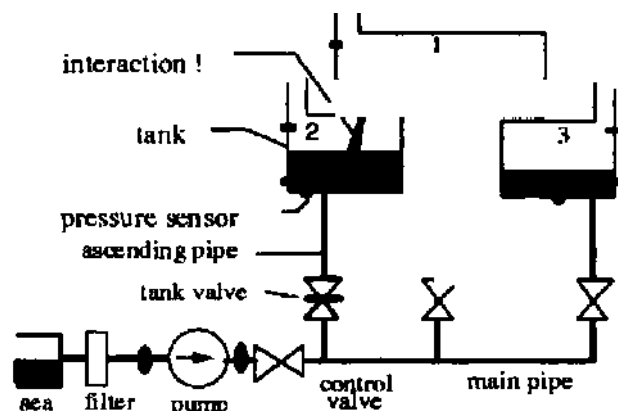 1
interaction !
2
3
tank
pressure sensor
ascending pipe
tank valve
sea
filter
pump
control
valve
main pipe